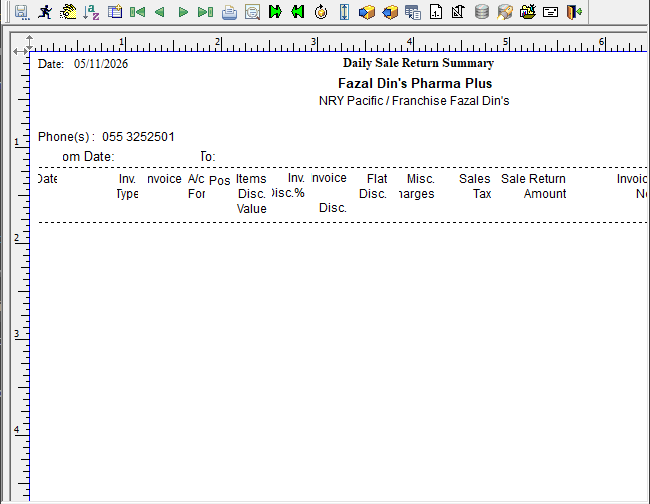 1 2 3 4 5 6
Date: 05/11/2026 Daily Sale Return Summary
Fazal Din's Pharma Plus
NRY Pacific / Franchise Fazal Din's
Phone(s) : 055 3252501
1
om Date: To:
Date Inv. nvoice A/c Pos Items Inv. nvoice Flat Misc. Sales Sale Return Invoic
Type For Disc. Disc.% Disc. harges Tax Amount No
Value Disc.
2
3
4